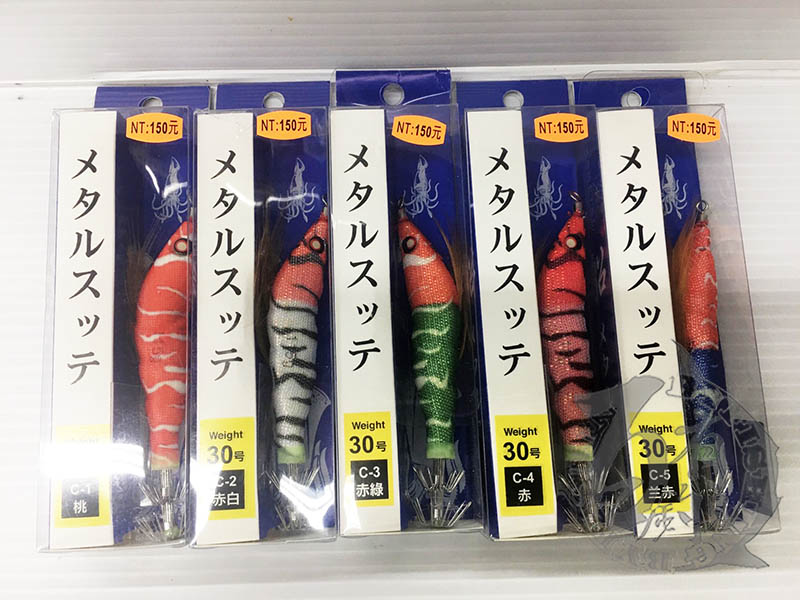 NT:150元
メタルスッテ
C-1
桃
NT:150元
メタルスッテ
Weight
30号
C-2
赤白
NT:150元
メタルスッテ
Weight
30号
C-3
赤綠
NT:150元
メタルスッテ
Weight
30号
C-4
赤
NT:150元
メタルスッテ
Weight
30号
C-5
兰赤